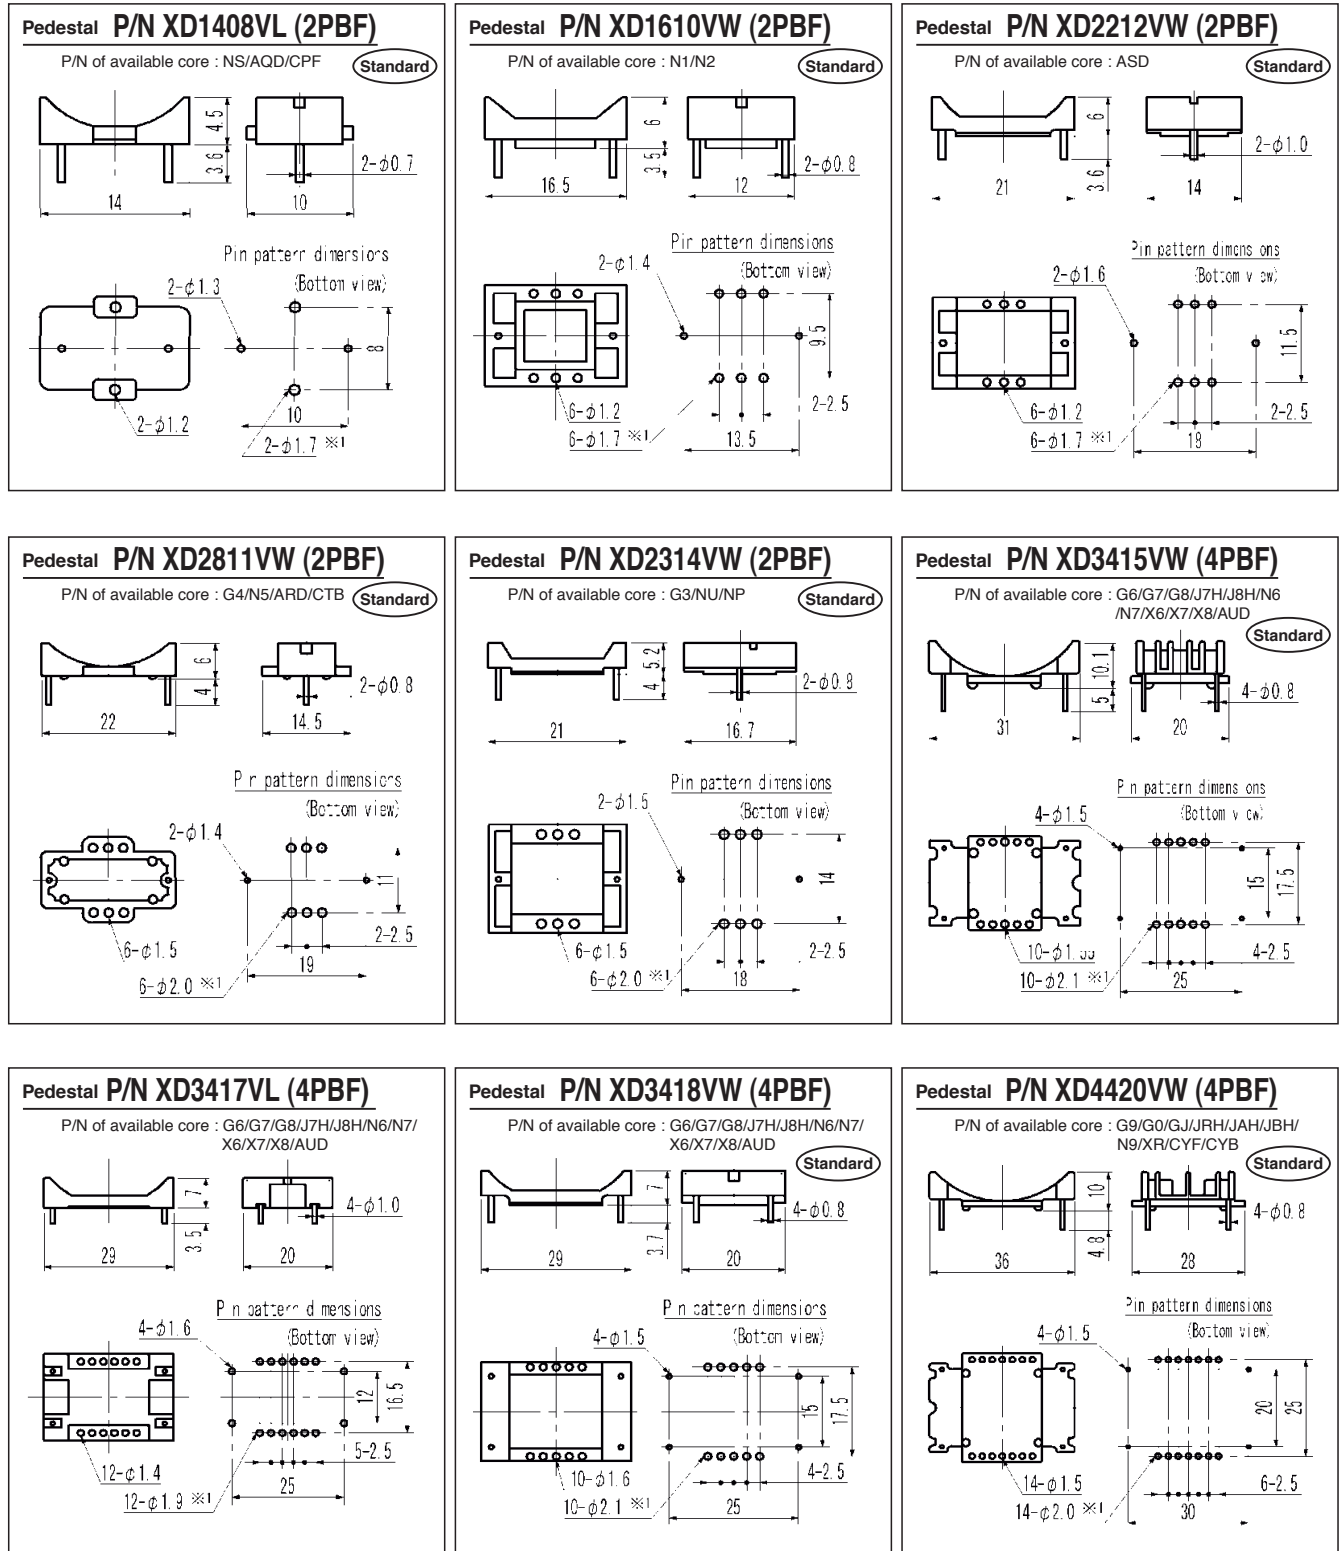 Pedestal P/N XD1408VL (2PBF)
P/N of available core : NS/AQD/CPF
Standard
4.5
3.6
14
10
2-φ0.7
Pin pattern dimensions
(Bottom view)
2-φ1.3
8
10
2-φ1.2
2-φ1.7 ※1
Pedestal P/N XD1610VW (2PBF)
P/N of available core : N1/N2
Standard
6
3.5
16.5
12
2-φ0.8
Pin pattern dimensions
(Bottom view)
2-φ1.4
9.5
6-φ1.2
6-φ1.7 ※1
2-2.5
13.5
Pedestal P/N XD2212VW (2PBF)
P/N of available core : ASD
Standard
6
3.6
21
14
2-φ1.0
Pin pattern dimensions
(Bottom view)
2-φ1.6
11.5
6-φ1.2
6-φ1.7 ※1
2-2.5
18
Pedestal P/N XD2811VW (2PBF)
P/N of available core : G4/N5/ARD/CTB
Standard
6
4
22
14.5
2-φ0.8
Pin pattern dimensions
(Bottom view)
2-φ1.4
11
6-φ1.5
2-2.5
19
6-φ2.0 ※1
Pedestal P/N XD2314VW (2PBF)
P/N of available core : G3/NU/NP
Standard
5.2
4
21
16.7
2-φ0.8
Pin pattern dimensions
(Bottom view)
2-φ1.5
14
6-φ1.5
2-2.5
6-φ2.0 ※1
18
Pedestal P/N XD3415VW (4PBF)
P/N of available core : G6/G7/G8/J7H/J8H/N6
/N7/X6/X7/X8/AUD
Standard
10.1
5
31
20
4-φ0.8
Pin pattern dimensions
(Bottom view)
4-φ1.5
15
17.5
4-2.5
10-φ2.1 ※1
25
Pedestal P/N XD3417VL (4PBF)
P/N of available core : G6/G7/G8/J7H/J8H/N6/N7/
X6/X7/X8/AUD
7
3.5
29
20
4-φ1.0
Pin pattern dimensions
(Bottom view)
4-φ1.6
12
16.5
5-2.5
12-φ1.4
25
12-φ1.9 ※1
Pedestal P/N XD3418VW (4PBF)
P/N of available core : G6/G7/G8/J7H/J8H/N6/N7/
X6/X7/X8/AUD
Standard
7
3.7
29
20
4-φ0.8
Pin pattern dimensions
(Bottom view)
4-φ1.5
15
17.5
10-φ1.6
4-2.5
10-φ2.1 ※1
25
Pedestal P/N XD4420VW (4PBF)
P/N of available core : G9/G0/GJ/JRH/JAH/JBH/
N9/XR/CYF/CYB
Standard
10
4.8
36
28
4-φ0.8
Pin pattern dimensions
(Bottom view)
4-φ1.5
20
25
14-φ1.5
6-2.5
14-φ2.0 ※1
30